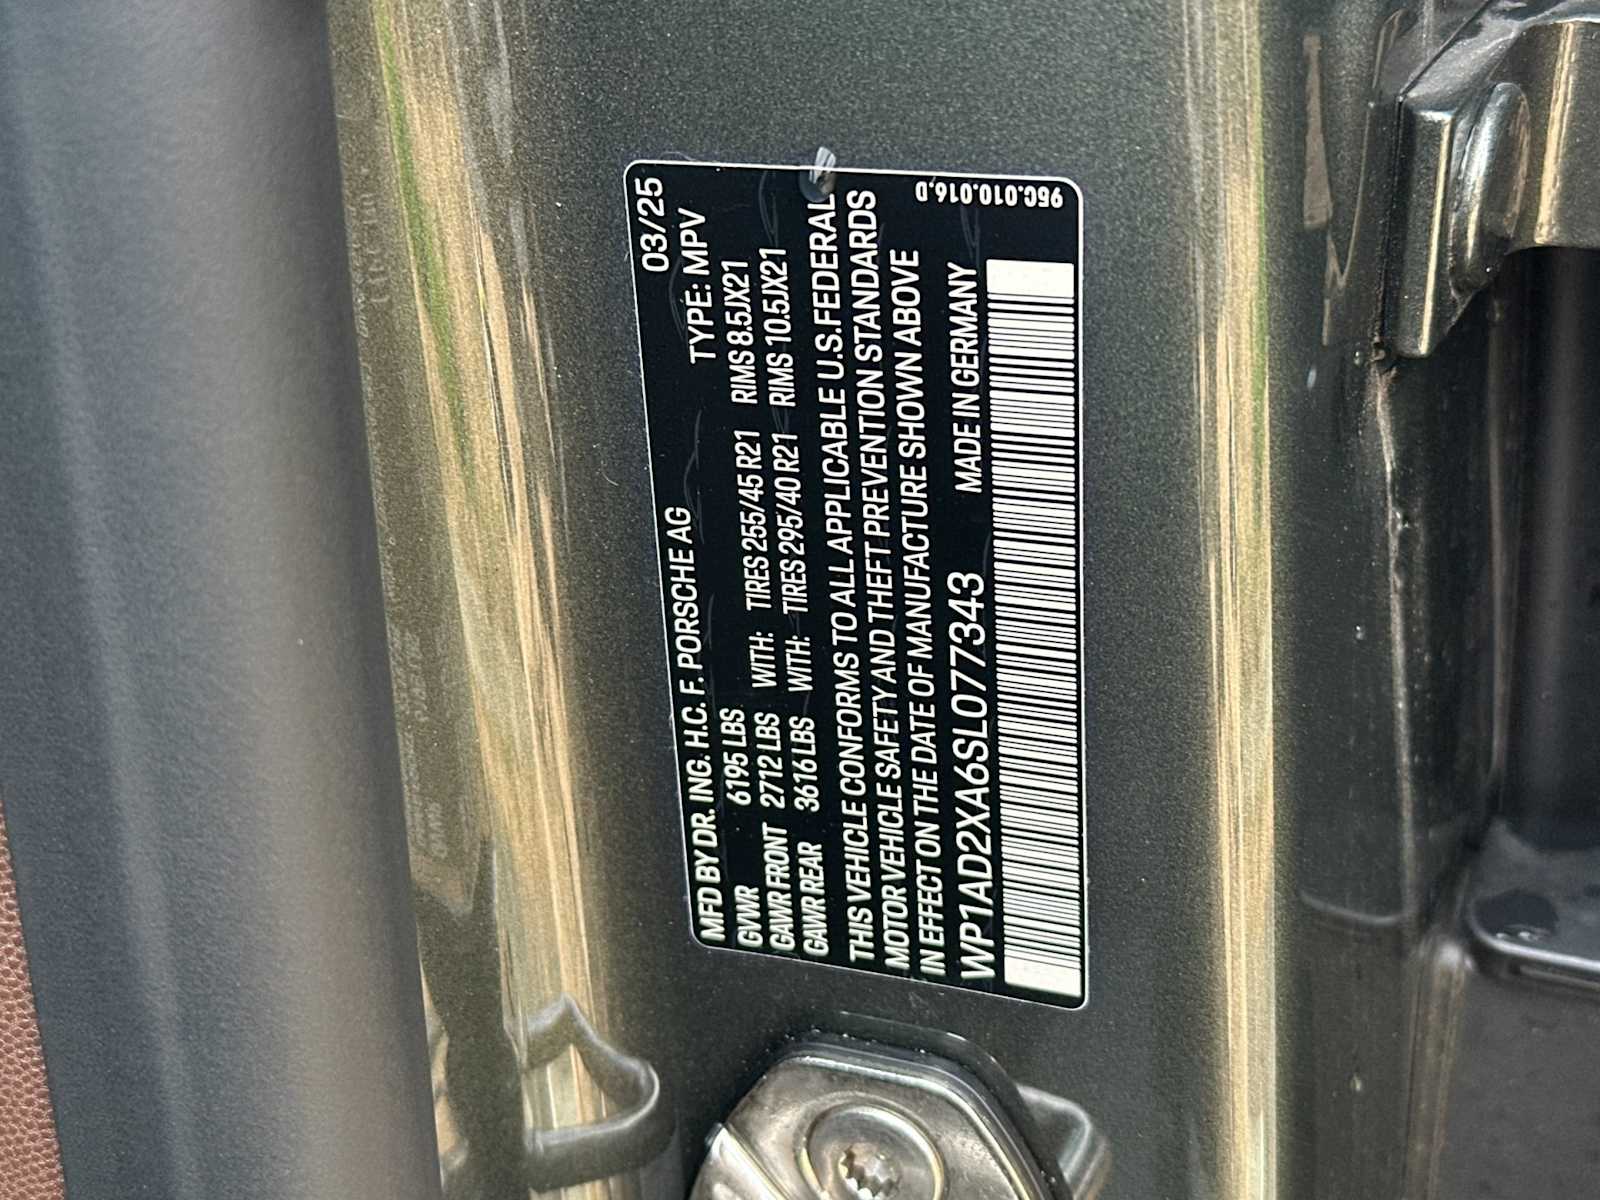 03/25
MFD BY DR. ING. H.C. F. PORSCHE AG TYPE: MPV
GVWR 6195 LBS WITH: TIRES 255/45 R21 RIMS 8.5JX21
GAWR FRONT 2712 LBS WITH: TIRES 295/40 R21 RIMS 10.5JX21
GAWR REAR 3616 LBS
THIS VEHICLE CONFORMS TO ALL APPLICABLE U.S.FEDERAL
MOTOR VEHICLE SAFETY AND THEFT PREVENTION STANDARDS
IN EFFECT ON THE DATE OF MANUFACTURE SHOWN ABOVE
WP1AD2XA6SL077343 MADE IN GERMANY
95C.010.016.D